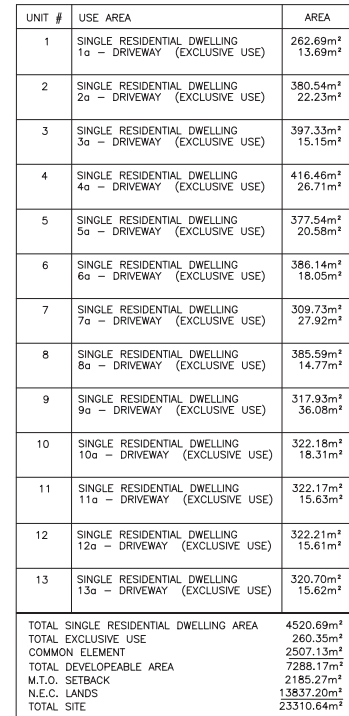 UNIT # USE AREA AREA
1 SINGLE RESIDENTIAL DWELLING 262.69m²
1a – DRIVEWAY (EXCLUSIVE USE) 13.69m²
2 SINGLE RESIDENTIAL DWELLING 380.54m²
2a – DRIVEWAY (EXCLUSIVE USE) 22.23m²
3 SINGLE RESIDENTIAL DWELLING 397.33m²
3a – DRIVEWAY (EXCLUSIVE USE) 15.15m²
4 SINGLE RESIDENTIAL DWELLING 416.46m²
4a – DRIVEWAY (EXCLUSIVE USE) 26.71m²
5 SINGLE RESIDENTIAL DWELLING 377.54m²
5a – DRIVEWAY (EXCLUSIVE USE) 20.58m²
6 SINGLE RESIDENTIAL DWELLING 386.14m²
6a – DRIVEWAY (EXCLUSIVE USE) 18.05m²
7 SINGLE RESIDENTIAL DWELLING 309.73m²
7a – DRIVEWAY (EXCLUSIVE USE) 27.92m²
8 SINGLE RESIDENTIAL DWELLING 385.59m²
8a – DRIVEWAY (EXCLUSIVE USE) 14.77m²
9 SINGLE RESIDENTIAL DWELLING 317.93m²
9a – DRIVEWAY (EXCLUSIVE USE) 36.08m²
10 SINGLE RESIDENTIAL DWELLING 322.18m²
10a – DRIVEWAY (EXCLUSIVE USE) 18.31m²
11 SINGLE RESIDENTIAL DWELLING 322.17m²
11a – DRIVEWAY (EXCLUSIVE USE) 15.63m²
12 SINGLE RESIDENTIAL DWELLING 322.21m²
12a – DRIVEWAY (EXCLUSIVE USE) 15.61m²
13 SINGLE RESIDENTIAL DWELLING 320.70m²
13a – DRIVEWAY (EXCLUSIVE USE) 15.62m²
TOTAL SINGLE RESIDENTIAL DWELLING AREA 4520.69m²
TOTAL EXCLUSIVE USE 260.35m²
COMMON ELEMENT 2507.13m²
TOTAL DEVELOPEABLE AREA 7288.17m²
M.T.O. SETBACK 2185.27m²
N.E.C. LANDS 13837.20m²
TOTAL SITE 23310.64m²